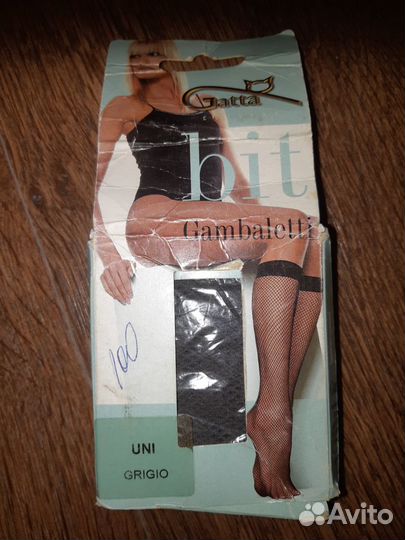 Gatta
bit
Gambaletti
100
UNI
GRIGIO
Avito